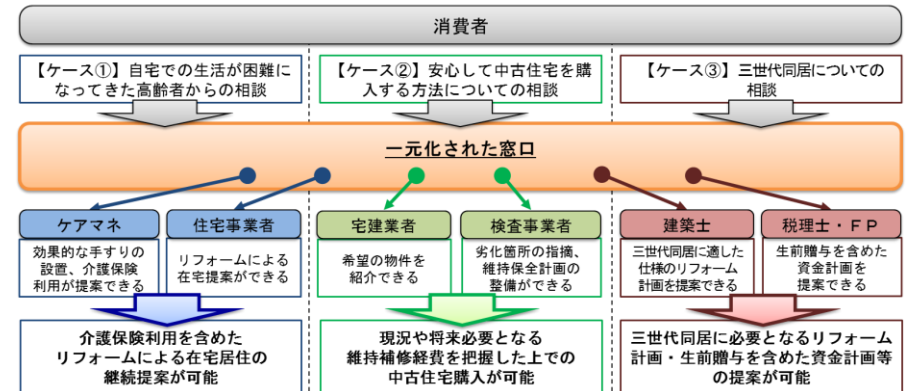 消費者
【ケース①】自宅での生活が困難に
なってきた高齢者からの相談
【ケース②】安心して中古住宅を購
入する方法についての相談
【ケース③】三世代同居についての
相談
一元化された窓口
ケアマネ
効果的な手すりの
設置、介護保険
利用が提案できる
住宅事業者
リフォームによる
在宅提案ができる
宅建業者
希望の物件を
紹介ができる
検査事業者
劣化箇所の指摘、
維持保全計画の
整備ができる
建築士
三世代同居に適した
仕様のリフォーム
計画を提案できる
税理士・ＦＰ
生前贈与を含めた
資金計画を
提案できる
介護保険利用を含めた
リフォームによる在宅居住の
継続提案が可能
現況や将来必要となる
維持補修経費を把握した上での
中古住宅購入が可能
三世代同居に必要となるリフォーム
計画・生前贈与を含めた資金計画等
の提案が可能